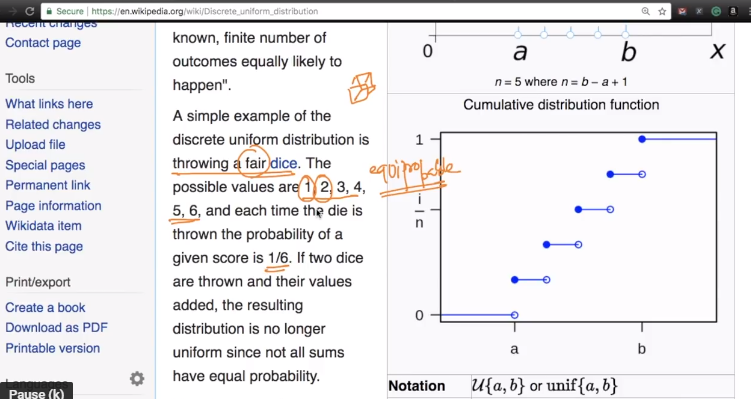 Secure https://en.wikipedia.org/wiki/Discrete_uniform_distribution
Recent changes
Contact page
Tools
What links here
Related changes
Upload file
Special pages
Permanent link
Page information
Wikidata item
Cite this page
Print/export
Create a book
Download as PDF
Printable version
Languages
Pause (k)
known, finite number of
outcomes equally likely to
happen".
A simple example of the
discrete uniform distribution is
throwing a fair dice. The
possible values are 1, 2, 3, 4,
5, 6, and each time the die is
thrown the probability of a
given score is 1/6. If two dice
are thrown and their values
added, the resulting
distribution is no longer
uniform since not all sums
have equal probability.
equiprobable
0 a b x
n = 5 where n = b − a + 1
Cumulative distribution function
1
i
n
0
a b
Notation U{a, b} or unif{a, b}